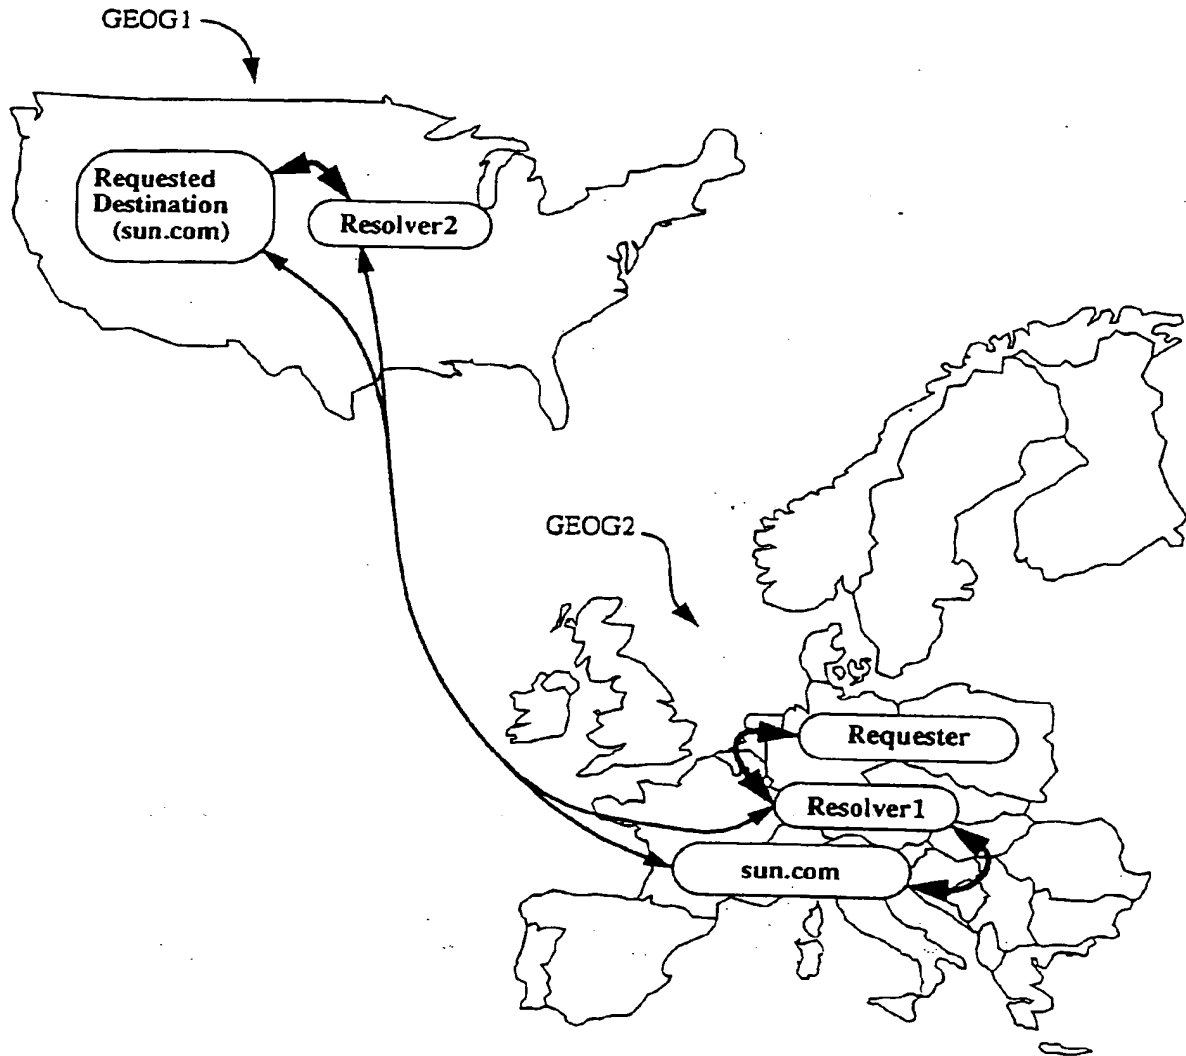 GEOG1
Requested
Destination
(sun.com)
Resolver2
GEOG2
Requester
Resolver1
sun.com